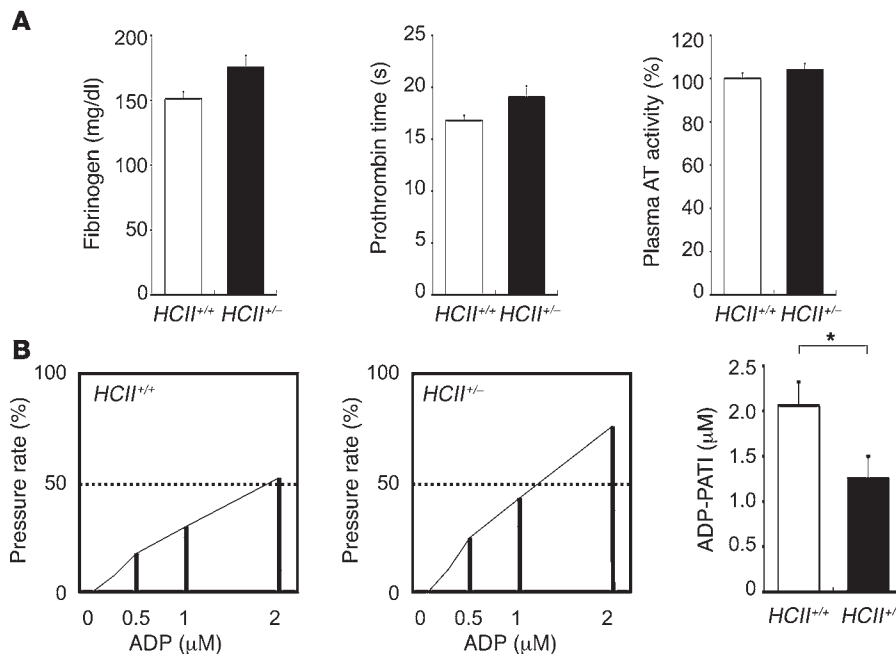 A
Fibrinogen (mg/dl)
200
150
100
50
0
HCII+/+ HCII+/−
Prothrombin time (s)
25
20
15
10
5
0
HCII+/+ HCII+/−
Plasma AT activity (%)
120
100
80
60
40
20
0
HCII+/+ HCII+/−
B
Pressure rate (%)
100
50
0
HCII+/+
0 0.5 1 2
ADP (μM)
Pressure rate (%)
100
50
0
HCII+/−
0 0.5 1 2
ADP (μM)
*
ADP-PATI (μM)
2.5
2.0
1.5
1.0
0.5
0
HCII+/+ HCII+/